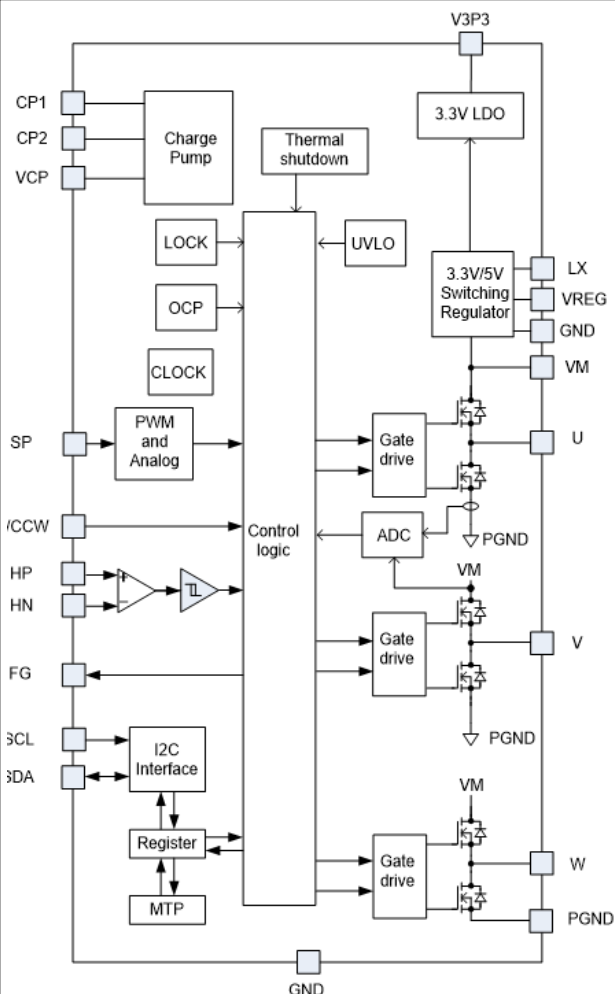 V3P3
CP1
CP2
VCP
Charge
Pump
3.3V LDO
Thermal
shutdown
LOCK
UVLO
OCP
CLOCK
3.3V/5V
Switching
Regulator
LX
VREG
GND
VM
SP
PWM
and
Analog
Gate
drive
U
/CCW
Control
logic
ADC
PGND
HP
HN
VM
Gate
drive
V
FG
PGND
SCL
SDA
I2C
Interface
VM
Register
Gate
drive
W
MTP
PGND
GND